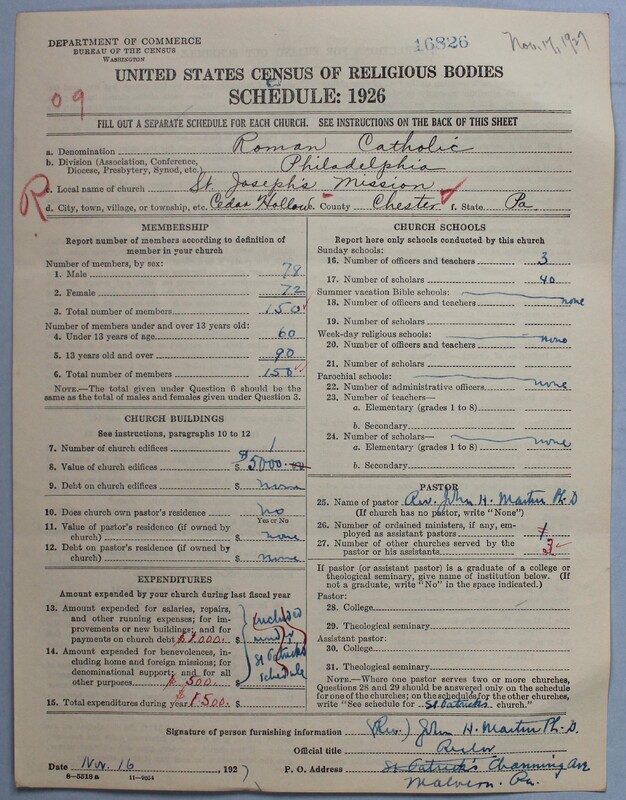 DEPARTMENT OF COMMERCE
BUREAU OF THE CENSUS
WASHINGTON
16826
Nov. 17, 1927
UNITED STATES CENSUS OF RELIGIOUS BODIES
SCHEDULE: 1926
09
FILL OUT A SEPARATE SCHEDULE FOR EACH CHURCH. SEE INSTRUCTIONS ON THE BACK OF THIS SHEET
a. Denomination Roman Catholic
b. Division (Association, Conference, Diocese, Presbytery, Synod, etc.) Philadelphia
R
c. Local name of church St. Joseph's Mission
d. City, town, village, or township, etc. Cedar Hollow e. County Chester f. State Pa
MEMBERSHIP
Report number of members according to definition of member in your church
Number of members, by sex:
1. Male 78
2. Female 72
3. Total number of members 150
Number of members under and over 13 years old:
4. Under 13 years of age 60
5. 13 years old and over 90
6. Total number of members 150
NOTE.—The total given under Question 6 should be the same as the total of males and females given under Question 3.
CHURCH BUILDINGS
See instructions, paragraphs 10 to 12
7. Number of church edifices 1
8. Value of church edifices $ $5000.00
9. Debt on church edifices $
10. Does church own pastor's residence No
Yes or No
11. Value of pastor's residence (if owned by church) $ none
12. Debt on pastor's residence (if owned by church) $ none
EXPENDITURES
Amount expended by your church during last fiscal year
13. Amount expended for salaries, repairs, and other running expenses; for improvements or new buildings; and for payments on church debt $1,000. $
14. Amount expended for benevolences, including home and foreign missions; for denominational support; and for all other purposes $500. $
included under St Patricks schedule
15. Total expenditures during year $1,500. $
CHURCH SCHOOLS
Report here only schools conducted by this church
Sunday schools:
16. Number of officers and teachers 3
17. Number of scholars 40
Summer vacation Bible schools:
18. Number of officers and teachers none
19. Number of scholars
Week-day religious schools:
20. Number of officers and teachers none
21. Number of scholars
Parochial schools:
22. Number of administrative officers none
23. Number of teachers—
a. Elementary (grades 1 to 8)
b. Secondary
24. Number of scholars— none
a. Elementary (grades 1 to 8)
b. Secondary
PASTOR
25. Name of pastor Rev. John H. Martin Ph. D
(If church has no pastor, write "None")
26. Number of ordained ministers, if any, employed as assistant pastors 1
27. Number of other churches served by the pastor or his assistants 3
If pastor (or assistant pastor) is a graduate of a college or theological seminary, give name of institution below. (If not a graduate, write "No" in the space indicated.)
Pastor:
28. College
29. Theological seminary
Assistant pastor:
30. College
31. Theological seminary
NOTE.—Where one pastor serves two or more churches, Questions 28 and 29 should be answered only on the schedule for one of the churches; on the schedules for the other churches, write "See schedule for St Patricks church."
Signature of person furnishing information (Rev.) John H. Martin Ph. D.
Official title Rector
Date Nov. 16, 1927 P. O. Address St Patrick's Channing Ave
Malvern. Pa.
8—5518a 11—9024